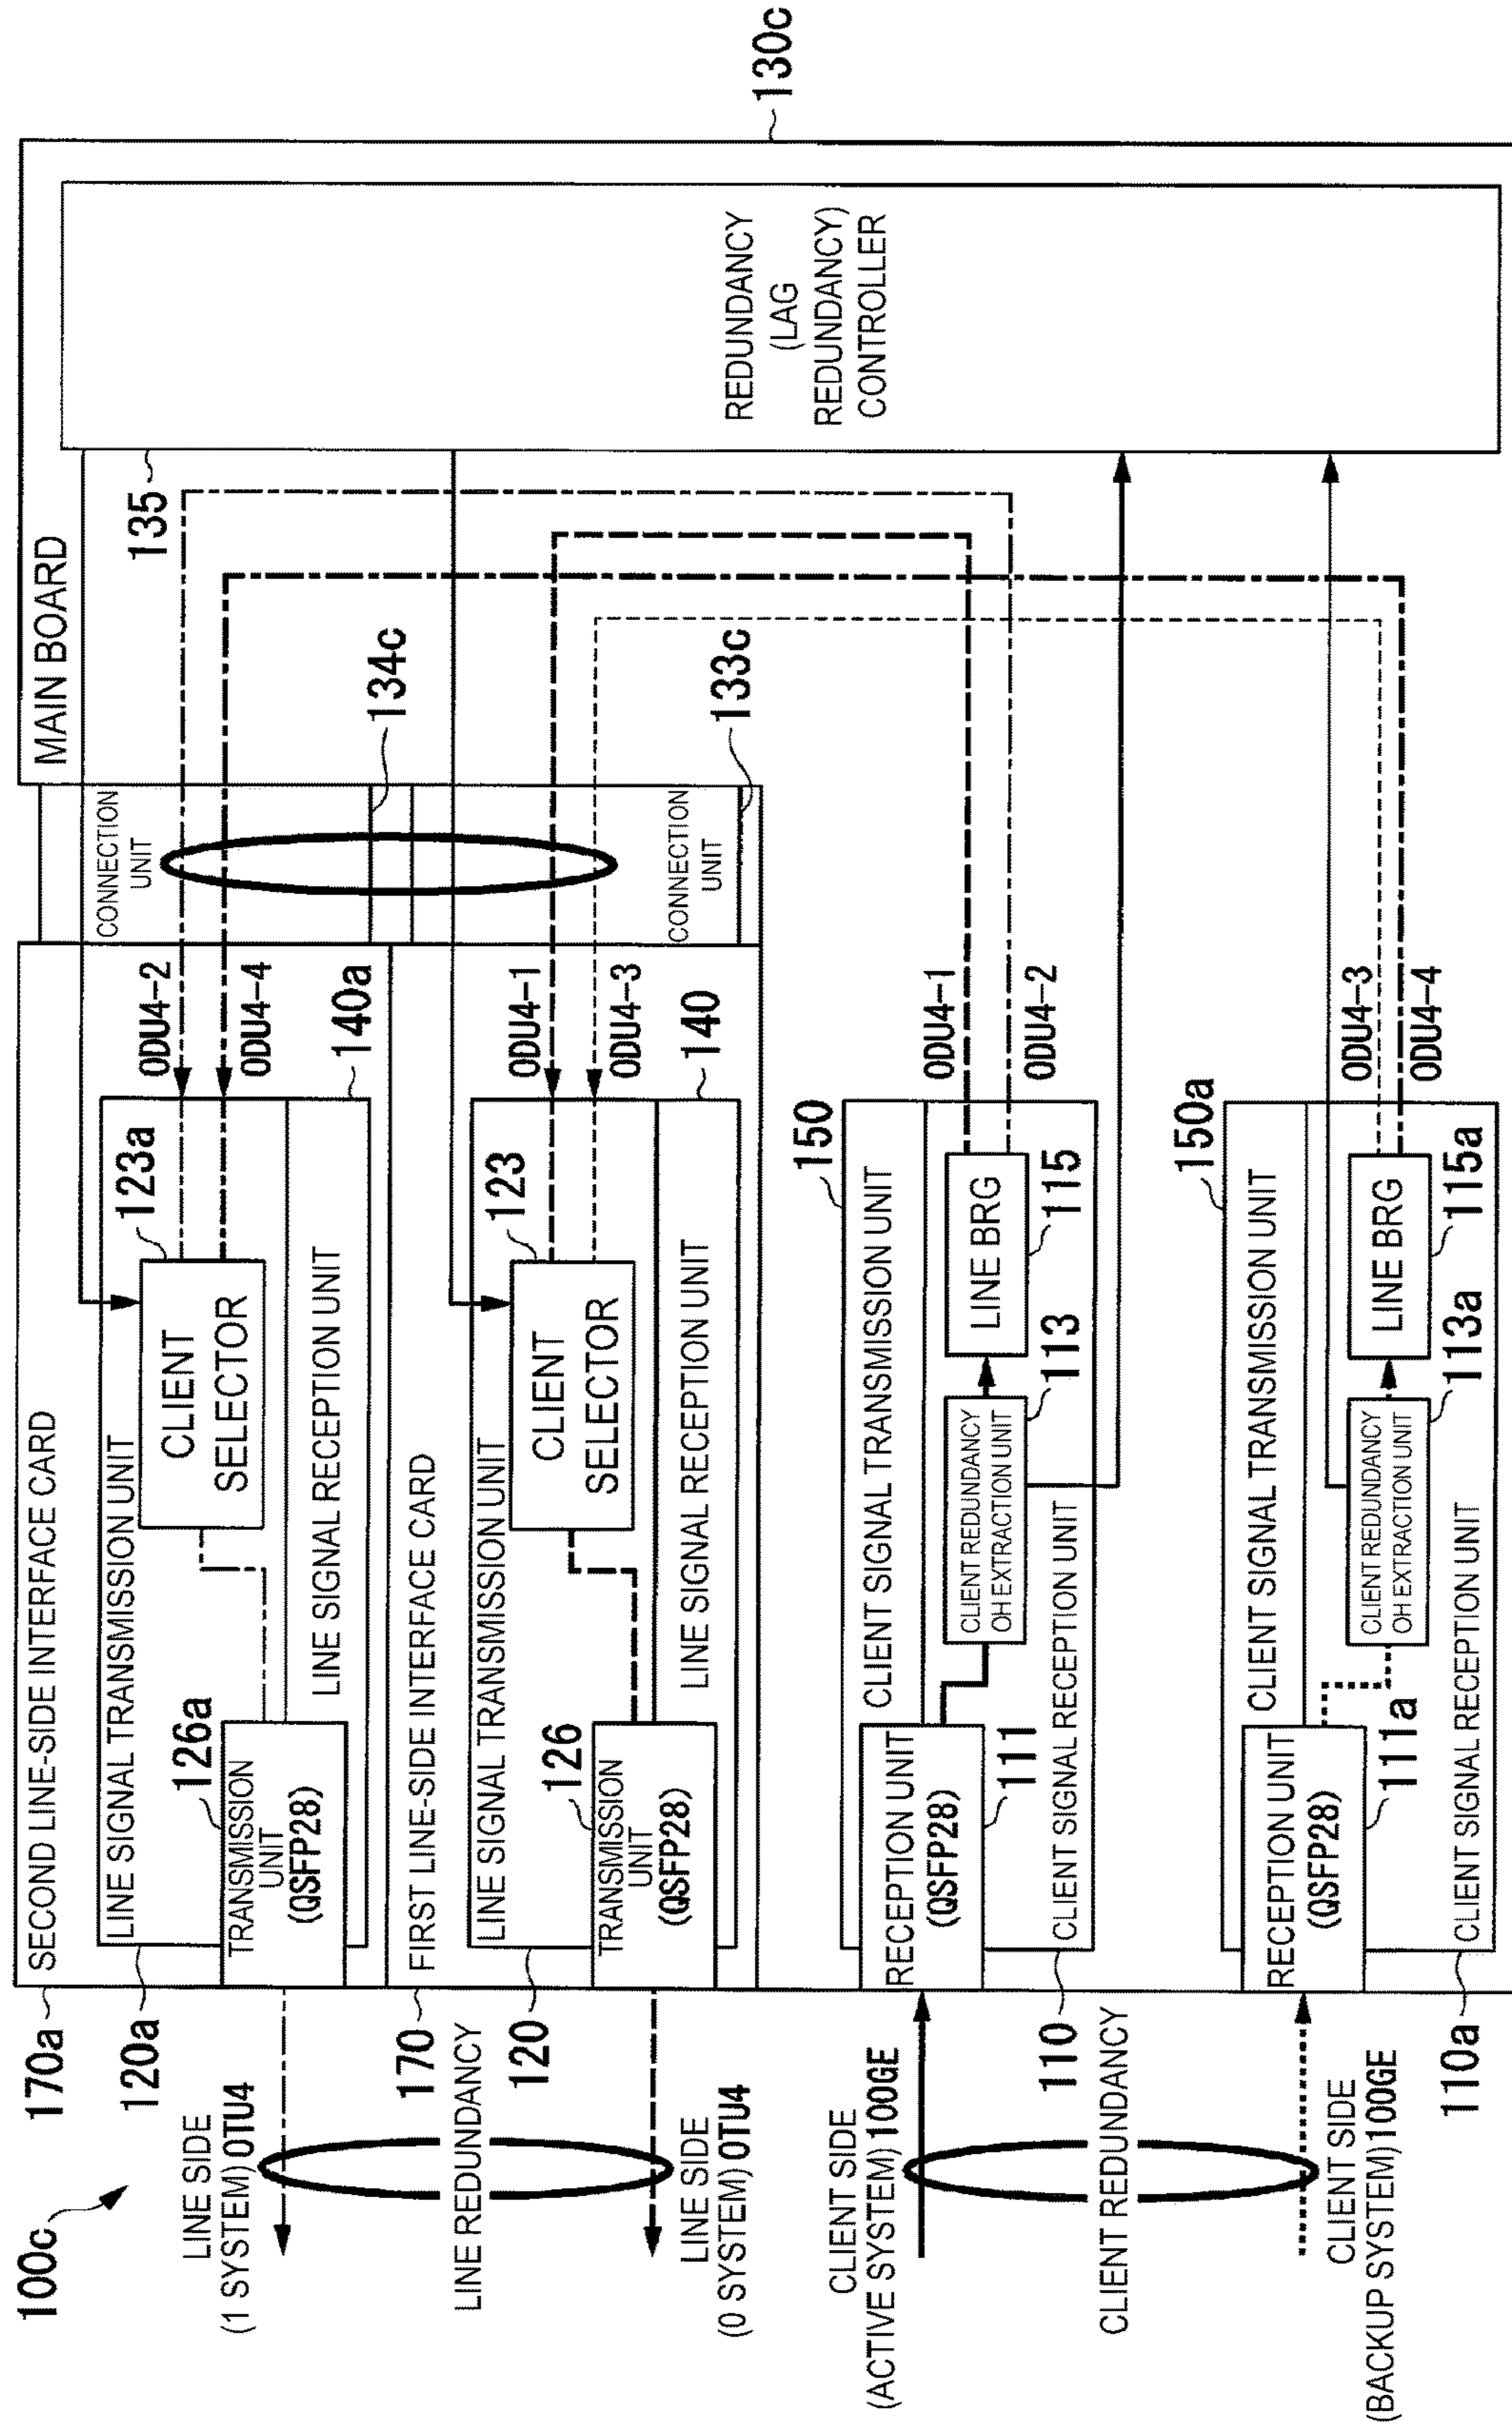 100c
170a
SECOND LINE-SIDE INTERFACE CARD
120a
LINE SIGNAL TRANSMISSION UNIT
123a
CLIENT
SELECTOR
126a
TRANSMISSION
UNIT
(QSFP28)
LINE SIGNAL RECEPTION UNIT
140a
ODU4-2
ODU4-4
LINE SIDE
(1 SYSTEM) OTU4
LINE REDUNDANCY
LINE SIDE
(0 SYSTEM) OTU4
170
FIRST LINE-SIDE INTERFACE CARD
120
LINE SIGNAL TRANSMISSION UNIT
123
CLIENT
SELECTOR
126
TRANSMISSION
UNIT
(QSFP28)
LINE SIGNAL RECEPTION UNIT
140
ODU4-1
ODU4-3
CONNECTION
UNIT
134c
CONNECTION
UNIT
133c
MAIN BOARD
130c
135
REDUNDANCY
(LAG
REDUNDANCY)
CONTROLLER
CLIENT SIDE
(ACTIVE SYSTEM) 100GE
CLIENT REDUNDANCY
CLIENT SIDE
(BACKUP SYSTEM) 100GE
150
CLIENT SIGNAL TRANSMISSION UNIT
RECEPTION UNIT
(QSFP28)
111
CLIENT REDUNDANCY
OH EXTRACTION UNIT
113
LINE BRG
115
ODU4-1
ODU4-2
CLIENT SIGNAL RECEPTION UNIT
110
150a
CLIENT SIGNAL TRANSMISSION UNIT
RECEPTION UNIT
(QSFP28)
111a
CLIENT REDUNDANCY
OH EXTRACTION UNIT
113a
LINE BRG
115a
ODU4-3
ODU4-4
CLIENT SIGNAL RECEPTION UNIT
110a